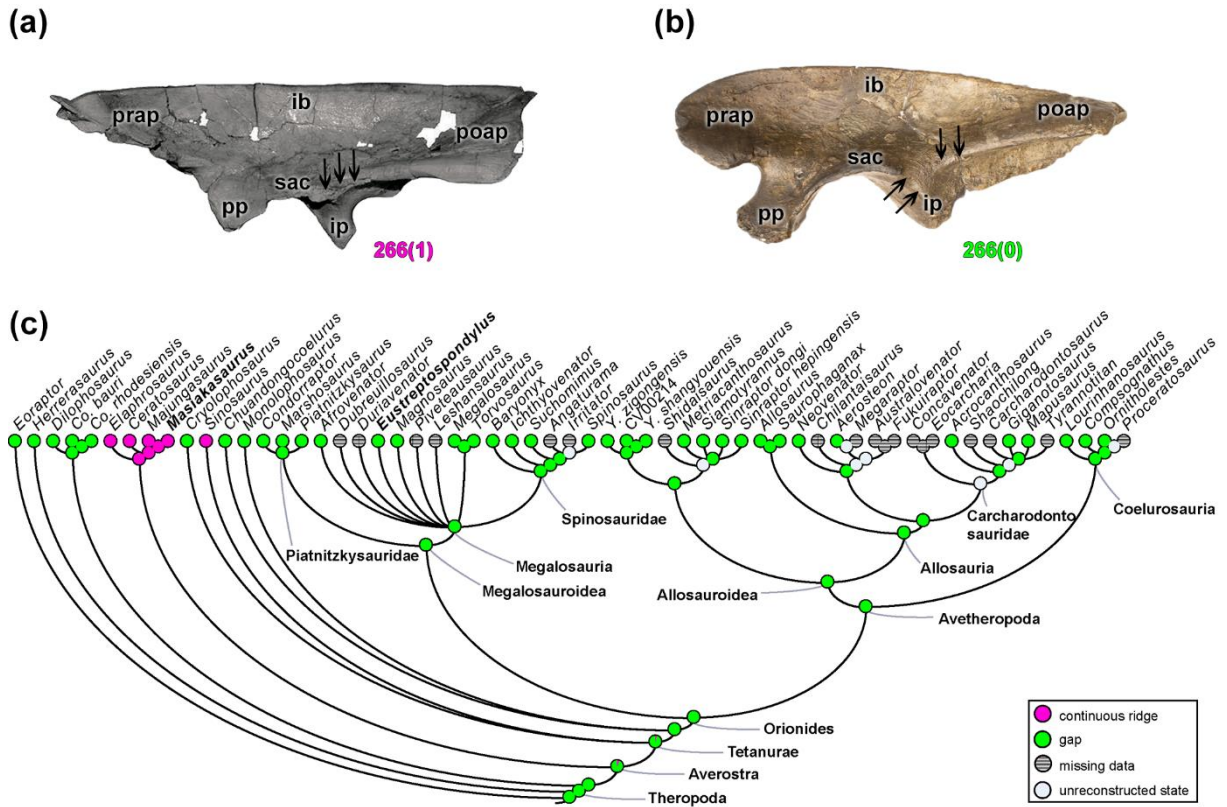 (a)
(b)
prap
ib
poap
sac
pp
ip
266(1)
prap
ib
poap
sac
pp
ip
266(0)
(c)
Eoraptor
Herrerasaurus
Dilophosaurus
Co. bauri
Co. rhodesiensis
Elaphrosaurus
Ceratosaurus
Majungasaurus
Masiakasaurus
Cryolophosaurus
Sinosaurus
Chuandongocoelurus
Monolophosaurus
Condorraptor
Marshosaurus
Piatnitzkysaurus
Afrovenator
Dubreuillosaurus
Duriavenator
Eustreptospondylus
Magnosaurus
Piveteausaurus
Leshansaurus
Megalosaurus
Torvosaurus
Baryonyx
Ichthyovenator
Suchomimus
Angaturama
Irritator
Spinosaurus
Y. zigongensis
CV00214
Y. shangyouensis
Shidaisaurus
Metriacanthosaurus
Siamotyrannus
Sinraptor dongi
Sinraptor hepingensis
Allosaurus
Saurophaganax
Neovenator
Chilantaisaurus
Aerosteon
Megaraptor
Australovenator
Fukuiraptor
Concavenator
Eocarcharia
Acrocanthosaurus
Shaochilong
Carcharodontosaurus
Giganotosaurus
Mapusaurus
Tyrannotitan
Lourinhanosaurus
Compsognathus
Ornitholestes
Proceratosaurus
Spinosauridae
Piatnitzkysauridae
Megalosauria
Megalosauroidea
Carcharodonto
sauridae
Coelurosauria
Allosauria
Allosauroidea
Avetheropoda
Orionides
Tetanurae
Averostra
Theropoda
continuous ridge
gap
missing data
unreconstructed state